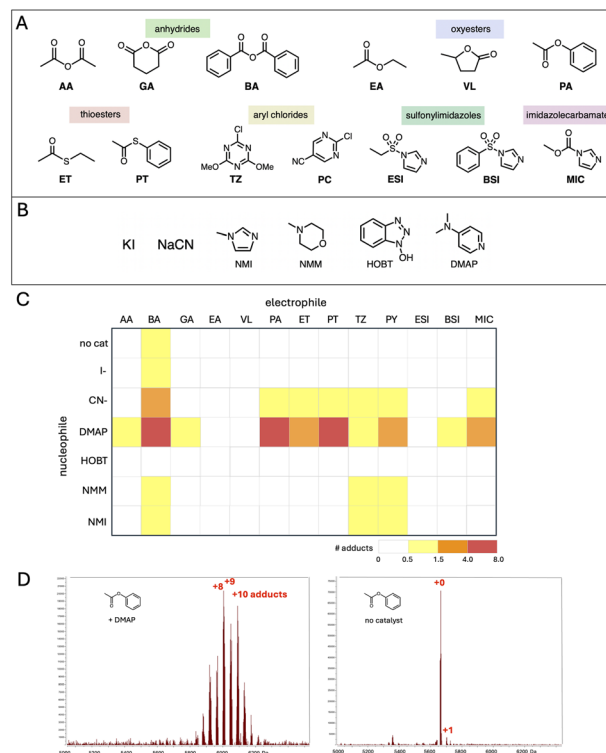 A
anhydrides
oxyesters
AA
GA
BA
EA
VL
PA
thioesters
aryl chlorides
sulfonylimidazoles
imidazolecarbamate
ET
PT
TZ
PC
ESI
BSI
MIC
B
KI
NaCN
NMI
NMM
HOBT
DMAP
C
electrophile
AA BA GA EA VL PA ET PT TZ PY ESI BSI MIC
nucleophile
no cat
I-
CN-
DMAP
HOBT
NMM
NMI
# adducts
0 0.5 1.5 4.0 8.0
D
+8
+9
+10 adducts
+ DMAP
+0
no catalyst
+1